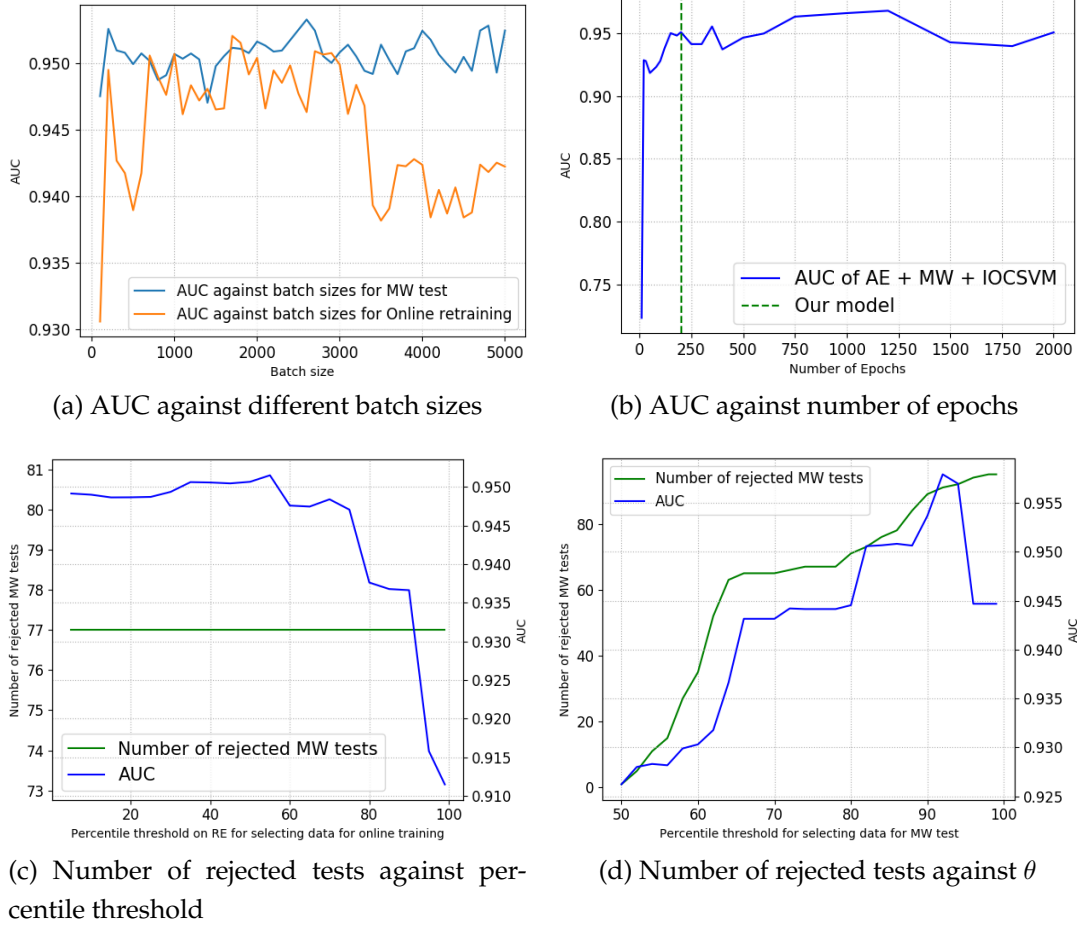 0.950
0.945
0.940
0.935
0.930
AUC
0
1000
2000
3000
4000
5000
Batch size
AUC against batch sizes for MW test
AUC against batch sizes for Online retraining
(a) AUC against different batch sizes
0.95
0.90
0.85
0.80
0.75
AUC
0
250
500
750
1000
1250
1500
1750
2000
Number of Epochs
AUC of AE + MW + IOCSVM
Our model
(b) AUC against number of epochs
81
80
79
78
77
76
75
74
73
Number of rejected MW tests
0.950
0.945
0.940
0.935
0.930
0.925
0.920
0.915
0.910
AUC
20
40
60
80
100
Percentile threshold on RE for selecting data for online training
Number of rejected MW tests
AUC
(c) Number of rejected tests against per-
centile threshold
80
60
40
20
0
Number of rejected MW tests
0.955
0.950
0.945
0.940
0.935
0.930
0.925
AUC
50
60
70
80
90
100
Percentile threshold for selecting data for MW test
Number of rejected MW tests
AUC
(d) Number of rejected tests against θ